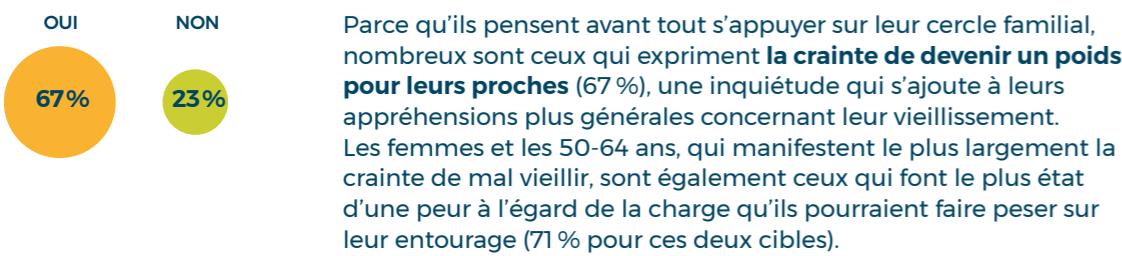 OUI
NON
67 %
23 %
Parce qu’ils pensent avant tout s’appuyer sur leur cercle familial,
nombreux sont ceux qui expriment la crainte de devenir un poids
pour leurs proches (67 %), une inquiétude qui s’ajoute à leurs
appréhensions plus générales concernant leur vieillissement.
Les femmes et les 50-64 ans, qui manifestent le plus largement la
crainte de mal vieillir, sont également ceux qui font le plus état
d’une peur à l’égard de la charge qu’ils pourraient faire peser sur
leur entourage (71 % pour ces deux cibles).